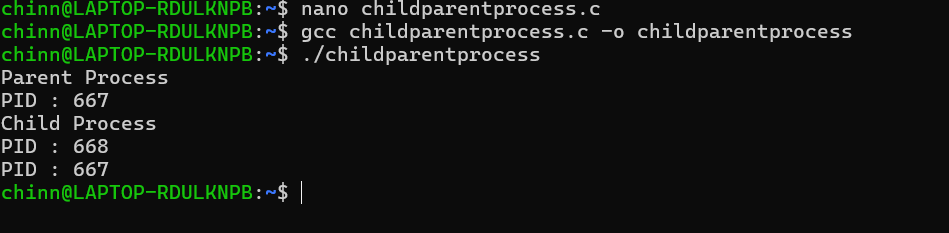 chinn@LAPTOP-RDULKNPB:~$ nano childparentprocess.c
chinn@LAPTOP-RDULKNPB:~$ gcc childparentprocess.c -o childparentprocess
chinn@LAPTOP-RDULKNPB:~$ ./childparentprocess
Parent Process
PID : 667
Child Process
PID : 668
PID : 667
chinn@LAPTOP-RDULKNPB:~$